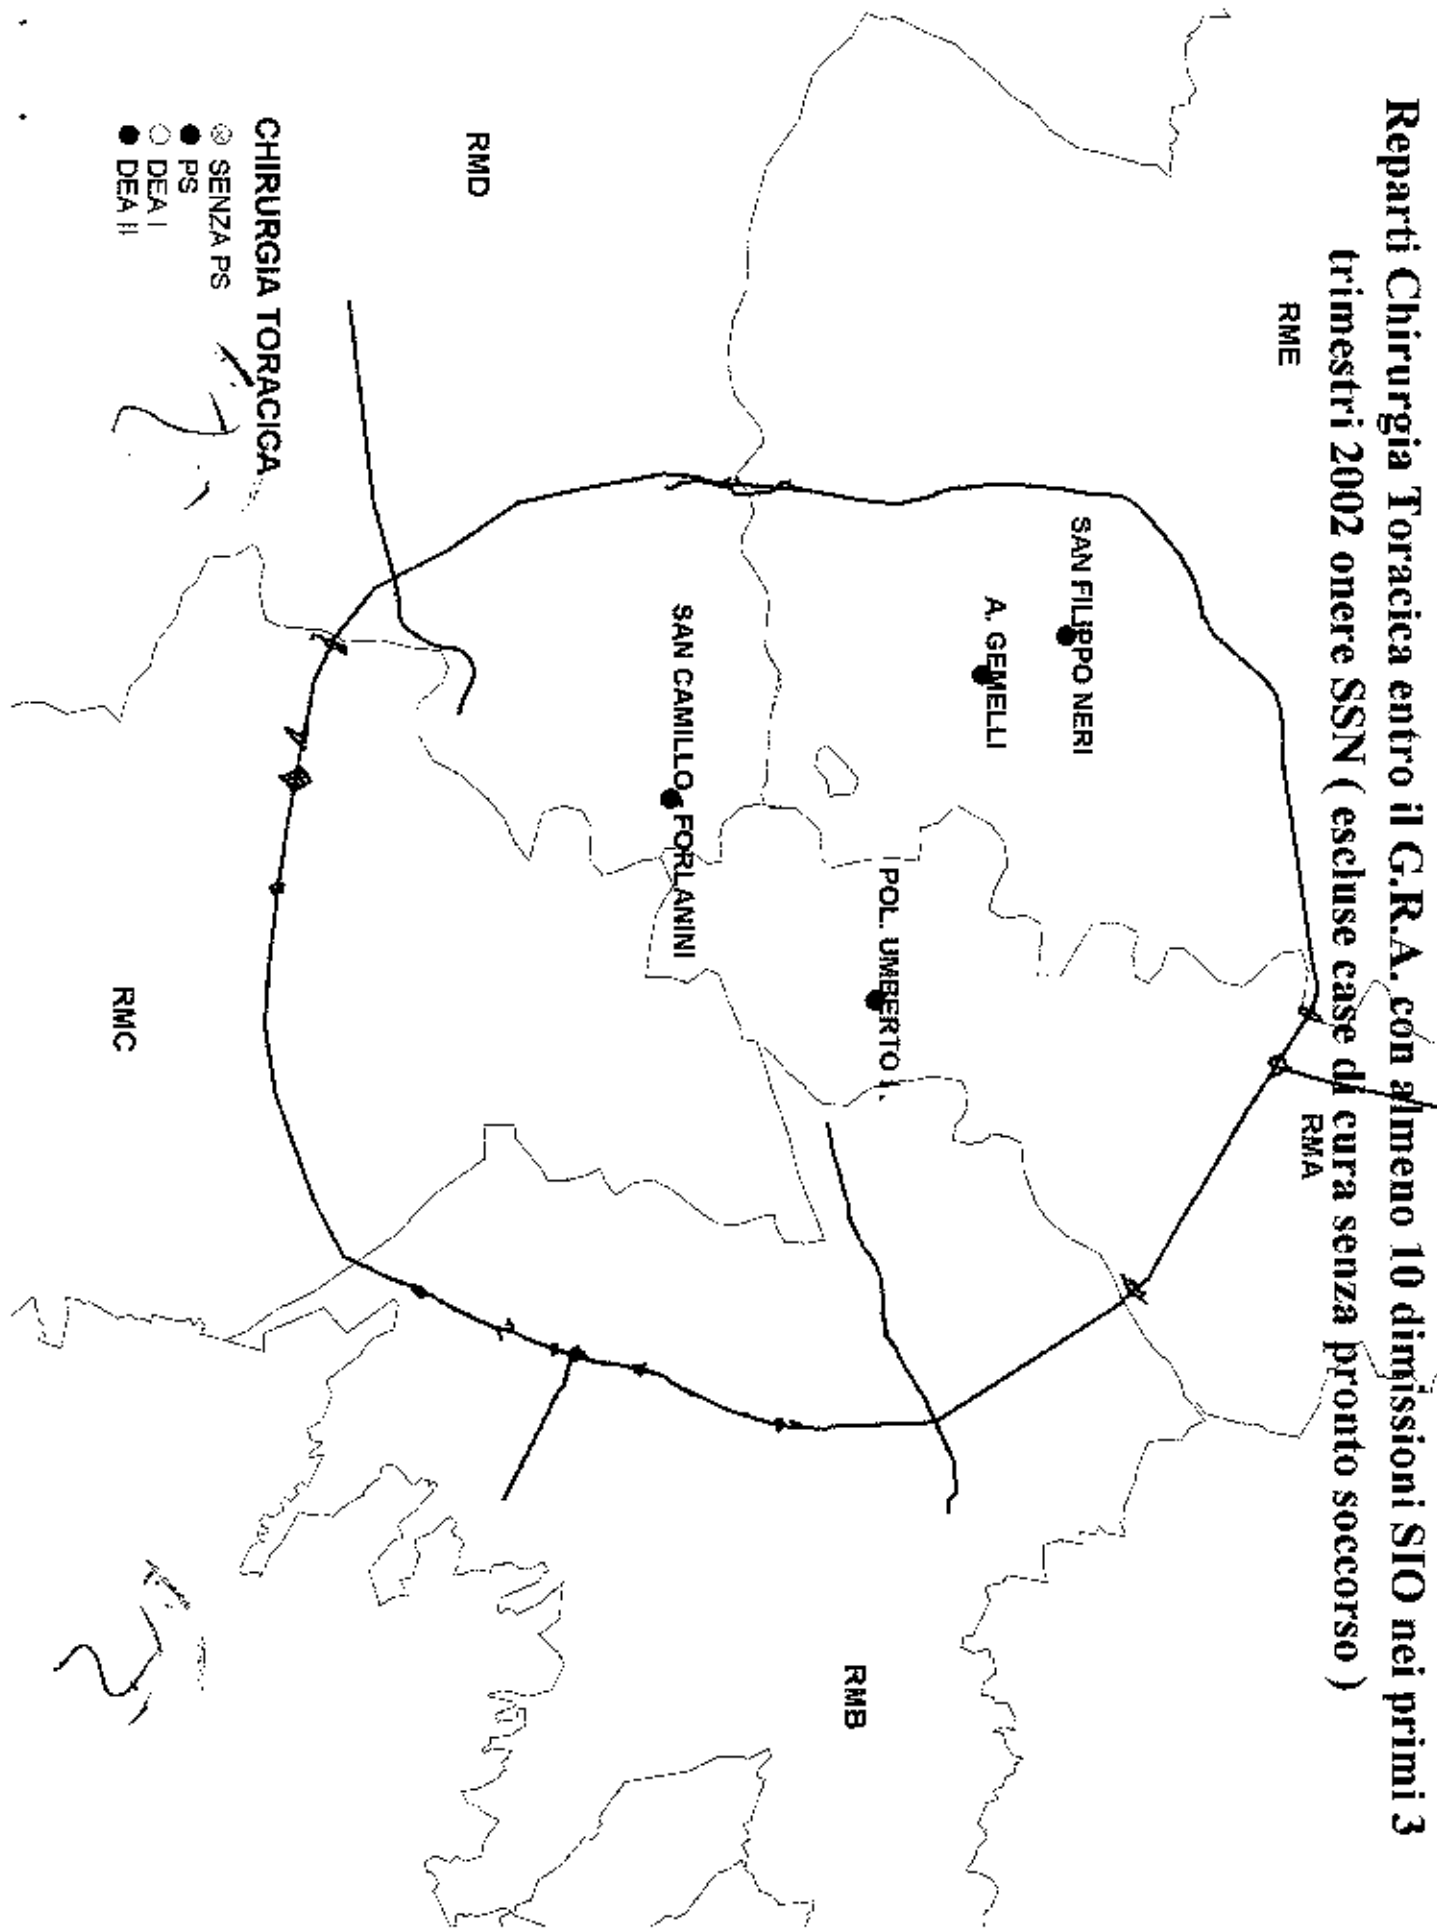 Reparti Chirurgia Toracica entro il G.R.A. con almeno 10 dimissioni SIO nei primi 3
trimestri 2002 onere SSN ( escluse case di cura senza pronto soccorso )
RME
RMA
SAN FILIPPO NERI
A. GEMELLI
POL. UMBERTO I.
RMB
SAN CAMILLO FORLANINI
RMD
CHIRURGIA TORACICA
SENZA PS
PS
DEA I
DEA II
RMC